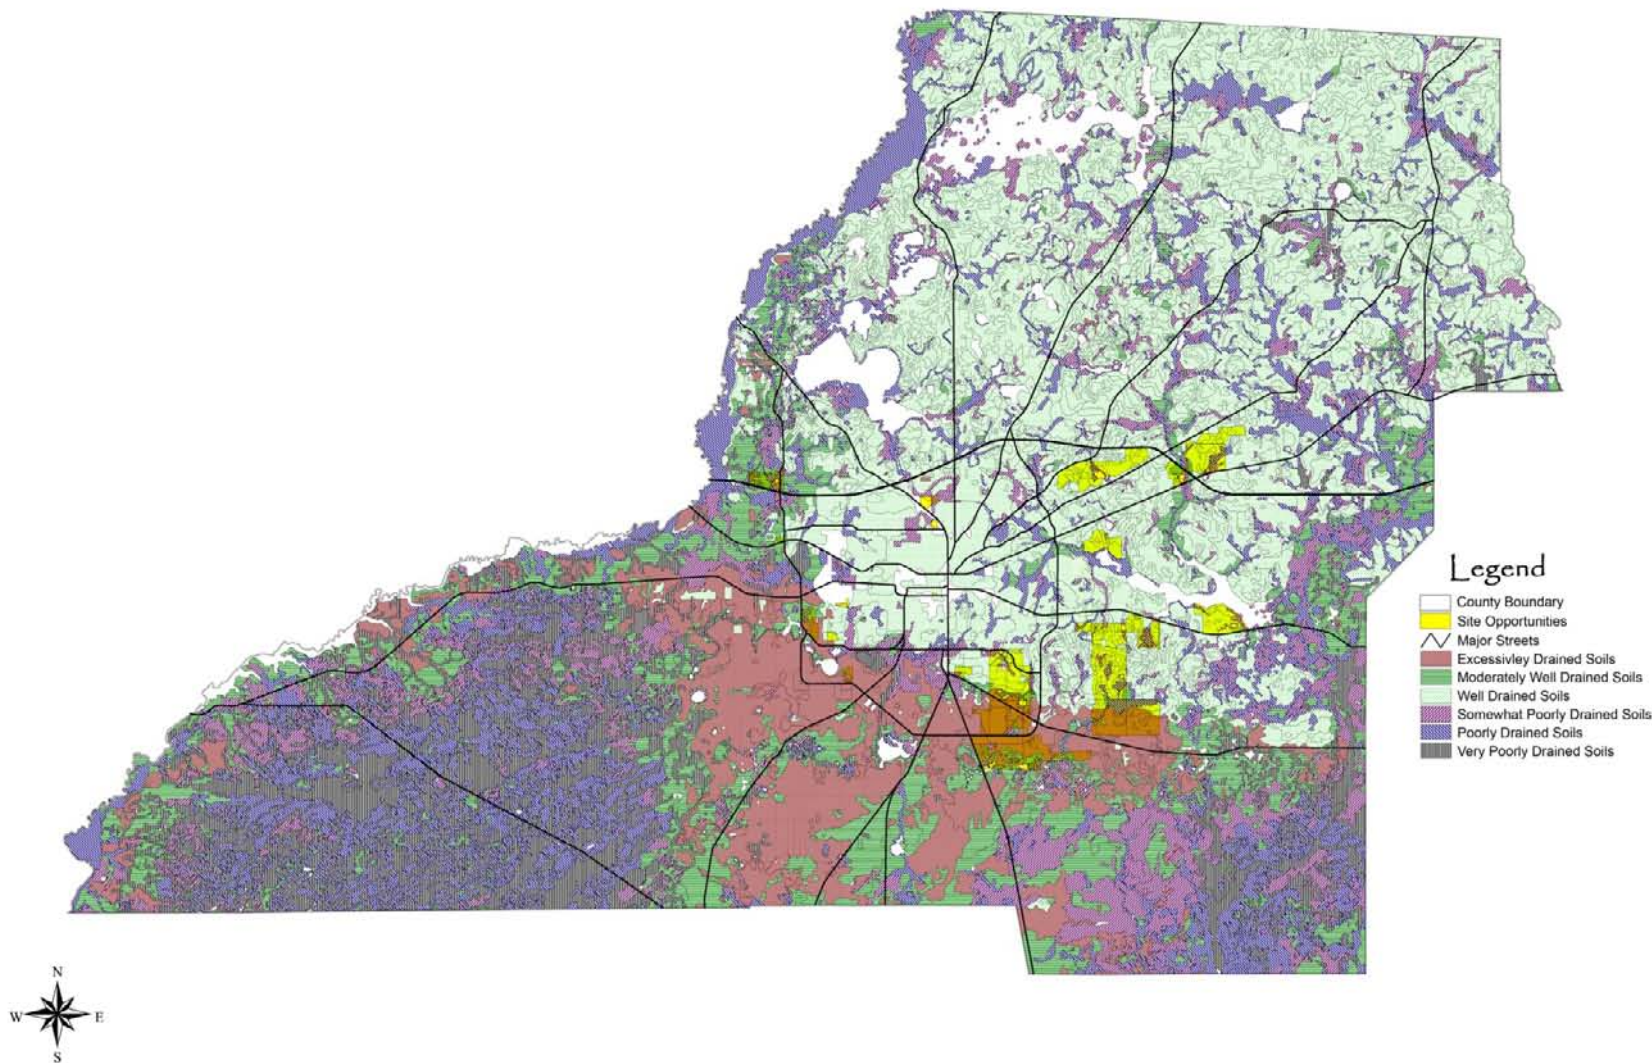 Legend
County Boundary
Site Opportunities
Major Streets
Excessivley Drained Soils
Moderately Well Drained Soils
Well Drained Soils
Somewhat Poorly Drained Soils
Poorly Drained Soils
Very Poorly Drained Soils
N
W E
S